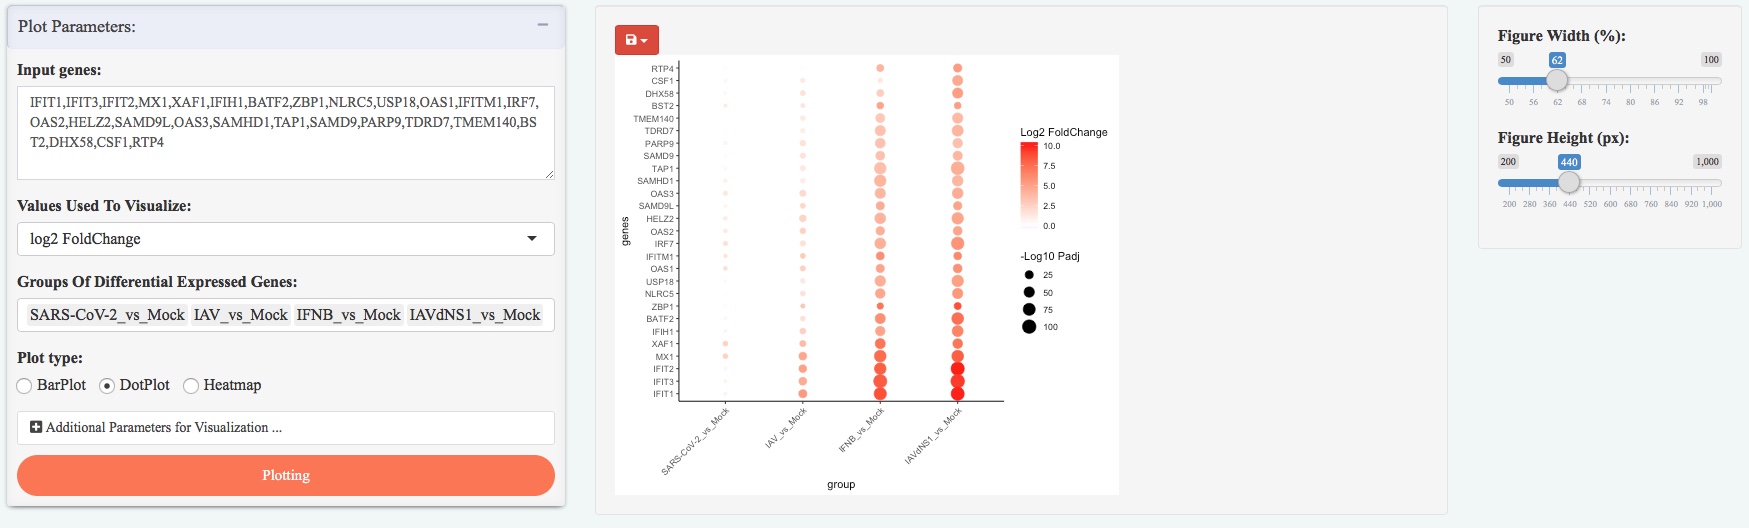 Plot Parameters:
Input genes:
IFIT1,IFIT3,IFIT2,MX1,XAF1,IFIH1,BATF2,ZBP1,NLRC5,USP18,OAS1,IFITM1,IRF7,
OAS2,HELZ2,SAMD9L,OAS3,SAMHD1,TAP1,SAMD9,PARP9,TDRD7,TMEM140,BS
T2,DHX58,CSF1,RTP4
Values Used To Visualize:
log2 FoldChange
Groups Of Differential Expressed Genes:
SARS-CoV-2_vs_Mock IAV_vs_Mock IFNB_vs_Mock IAVdNS1_vs_Mock
Plot type:
BarPlot DotPlot Heatmap
Additional Parameters for Visualization ...
Plotting
genes
RTP4
CSF1
DHX58
BST2
TMEM140
TDRD7
PARP9
SAMD9
TAP1
SAMHD1
OAS3
SAMD9L
HELZ2
OAS2
IRF7
IFITM1
OAS1
USP18
NLRC5
ZBP1
BATF2
IFIH1
XAF1
MX1
IFIT2
IFIT3
IFIT1
SARS-CoV-2_vs_Mock
IAV_vs_Mock
IFNB_vs_Mock
IAVdNS1_vs_Mock
group
Log2 FoldChange
10.0
7.5
5.0
2.5
0.0
-Log10 Padj
25
50
75
100
Figure Width (%):
50 62 100
50 56 62 68 74 80 86 92 98
Figure Height (px):
200 440 1,000
200 280 360 440 520 600 680 760 840 920 1,000